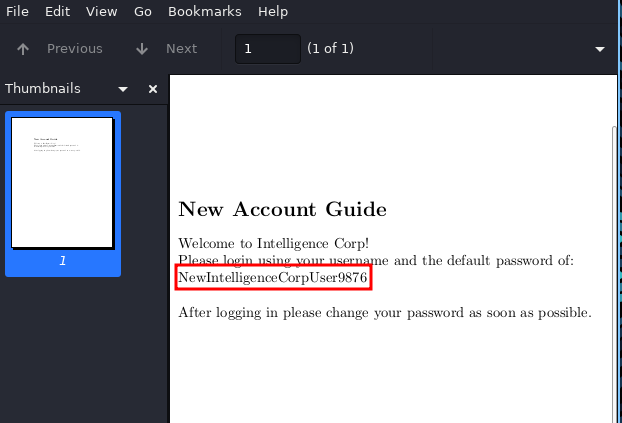 File Edit View Go Bookmarks Help
Previous Next 1 (1 of 1)
Thumbnails
1
New Account Guide
Welcome to Intelligence Corp!
Please login using your username and the default password of:
NewIntelligenceCorpUser9876
After logging in please change your password as soon as possible.